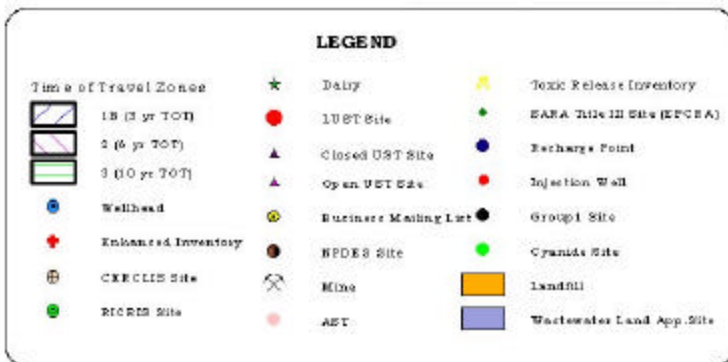 LEGEND
Time of Travel Zones
1B (3 yr TOT)
2 (6 yr TOT)
3 (10 yr TOT)
Wellhead
Enhanced Inventory
CERCLIS Site
RICRIS Site
Dairy
LUST Site
Closed UST Site
Open UST Site
Business Mailing List
NPDES Site
Mine
AST
Toxic Release Inventory
SARA Title III Site (EPCRA)
Recharge Point
Injection Well
Group1 Site
Cyanide Site
Landfill
Wastewater Land App.Site